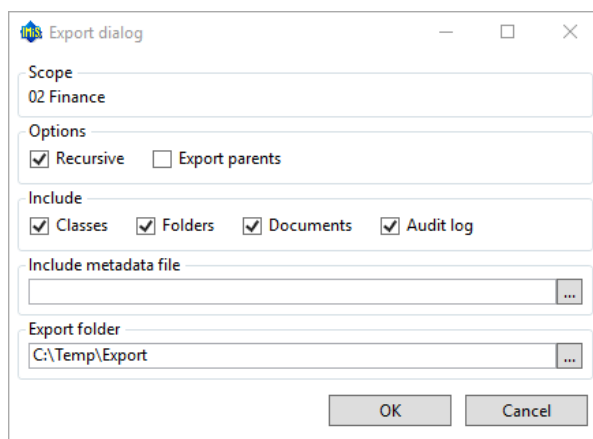 IMiS Export dialog
Scope
02 Finance
Options
Recursive Export parents
Include
Classes Folders Documents Audit log
Include metadata file
...
Export folder
C:\Temp\Export ...
OK Cancel